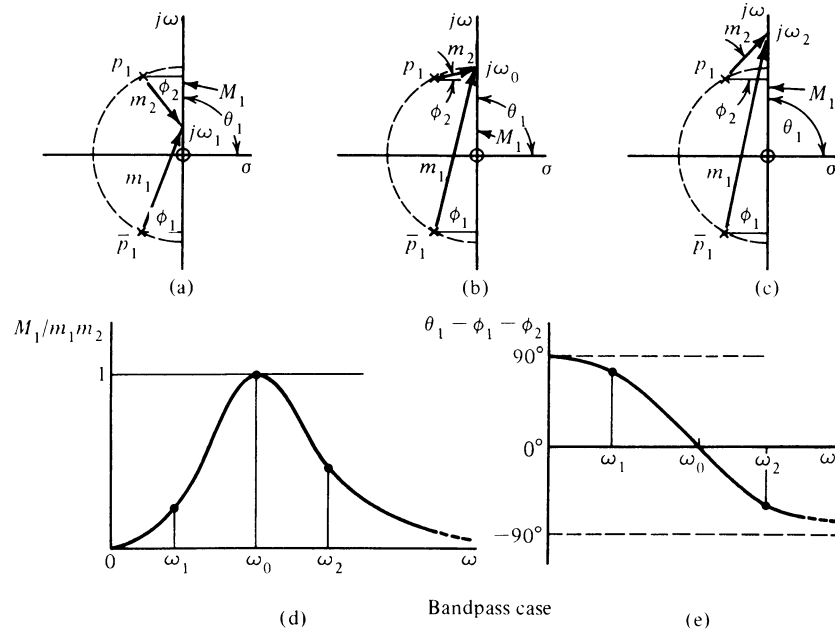 jω
p₁
ϕ₂
M₁
m₂
θ₁
jω₁
σ
m₁
ϕ₁
p̅₁
(a)
jω
m₂
p₁
jω₀
ϕ₂
θ₁
M₁
σ
m₁
ϕ₁
p̅₁
(b)
jω
m₂
jω₂
p₁
M₁
ϕ₂
θ₁
σ
m₁
ϕ₁
p̅₁
(c)
M₁/m₁m₂
1
0
ω₁
ω₀
ω₂
ω
(d)
θ₁ − ϕ₁ − ϕ₂
90°
0°
ω₁
ω₀
ω₂
ω
−90°
(e)
Bandpass case